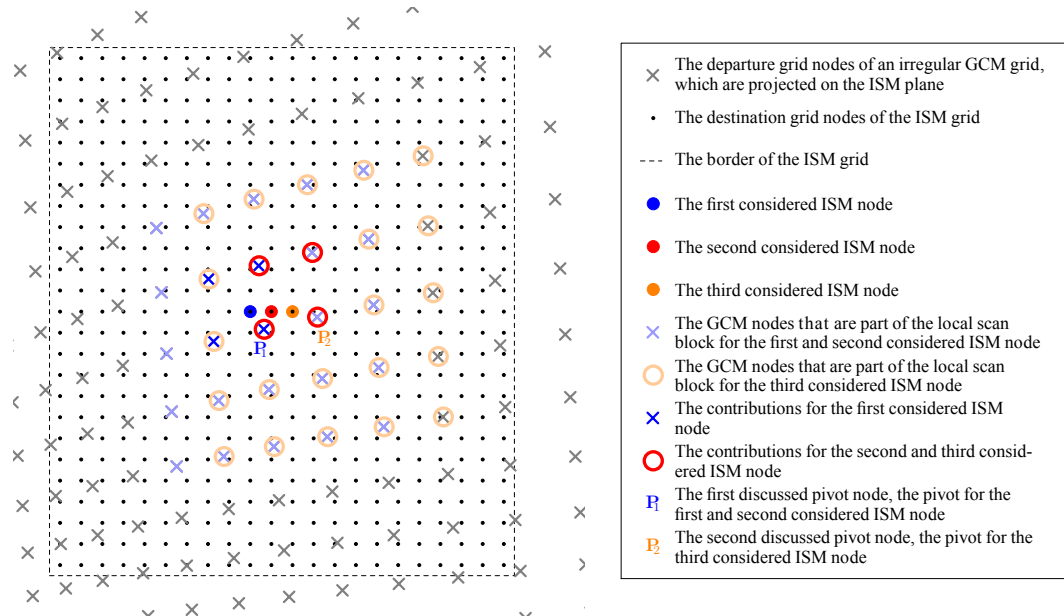 P1
P2
The departure grid nodes of an irregular GCM grid,
which are projected on the ISM plane
The destination grid nodes of the ISM grid
The border of the ISM grid
The first considered ISM node
The second considered ISM node
The third considered ISM node
The GCM nodes that are part of the local scan
block for the first and second considered ISM node
The GCM nodes that are part of the local scan
block for the third considered ISM node
The contributions for the first considered ISM
node
The contributions for the second and third consid-
ered ISM node
P1 The first discussed pivot node, the pivot for the
first and second considered ISM node
P2 The second discussed pivot node, the pivot for the
third considered ISM node